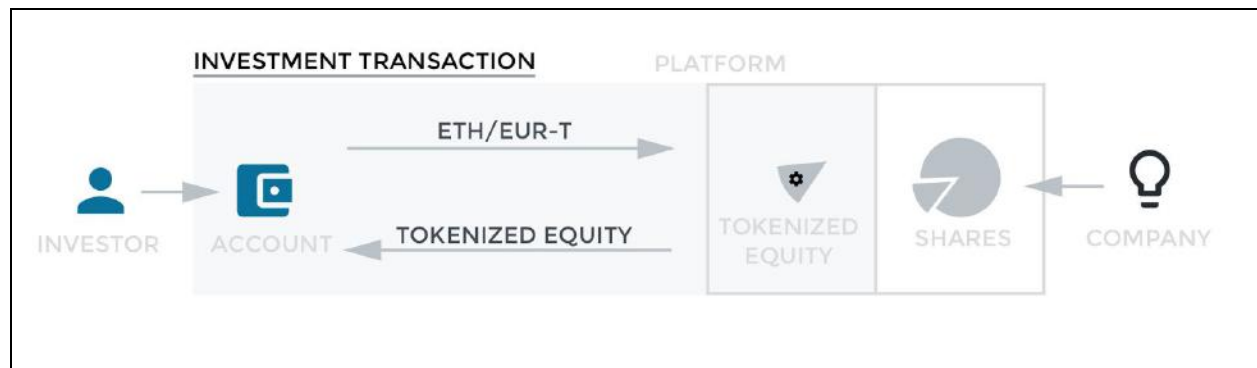 INVESTMENT TRANSACTION
PLATFORM
ETH/EUR-T
TOKENIZED EQUITY
INVESTOR
ACCOUNT
TOKENIZED
EQUITY
SHARES
COMPANY